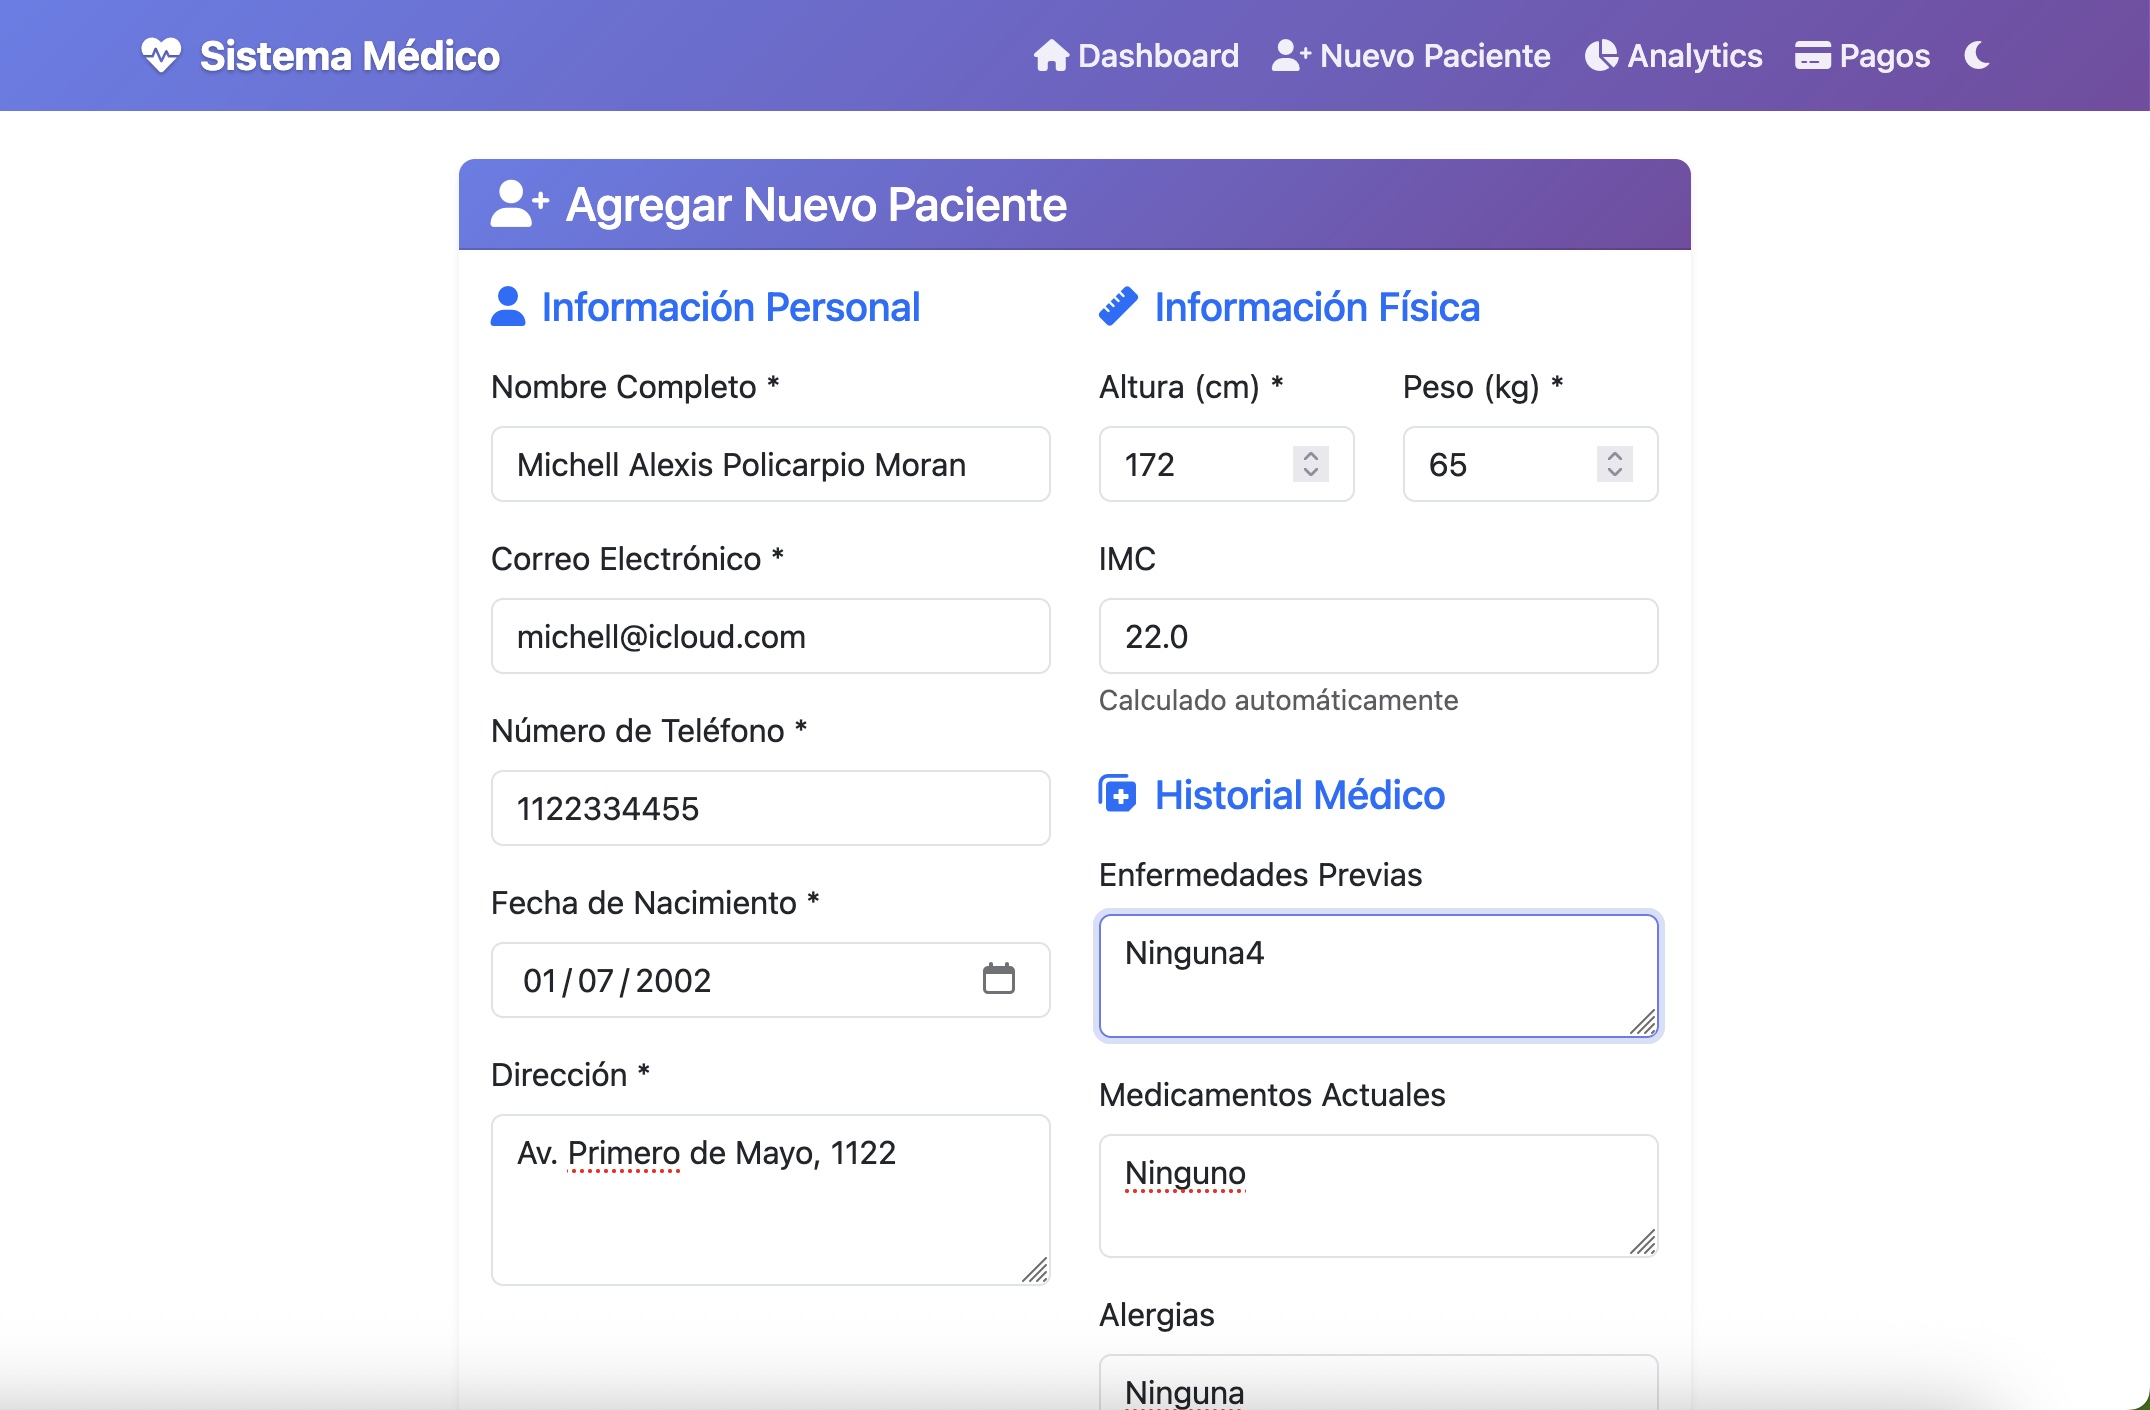 Sistema Médico
Dashboard
Nuevo Paciente
Analytics
Pagos
Agregar Nuevo Paciente
Información Personal
Nombre Completo *
Michell Alexis Policarpio Moran
Correo Electrónico *
michell@icloud.com
Número de Teléfono *
1122334455
Fecha de Nacimiento *
01/07/2002
Dirección *
Av. Primero de Mayo, 1122
Información Física
Altura (cm) *
172
Peso (kg) *
65
IMC
22.0
Calculado automáticamente
Historial Médico
Enfermedades Previas
Ninguna4
Medicamentos Actuales
Ninguno
Alergias
Ninguna